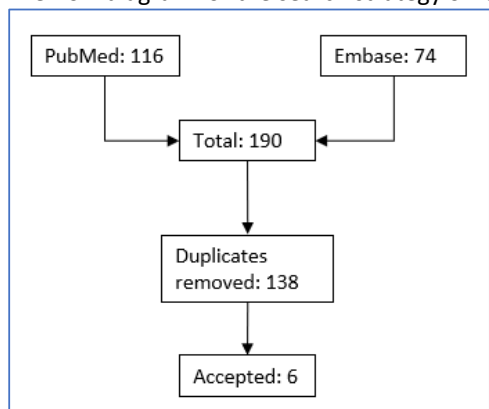 PubMed: 116
Embase: 74
Total: 190
Duplicates
removed: 138
Accepted: 6